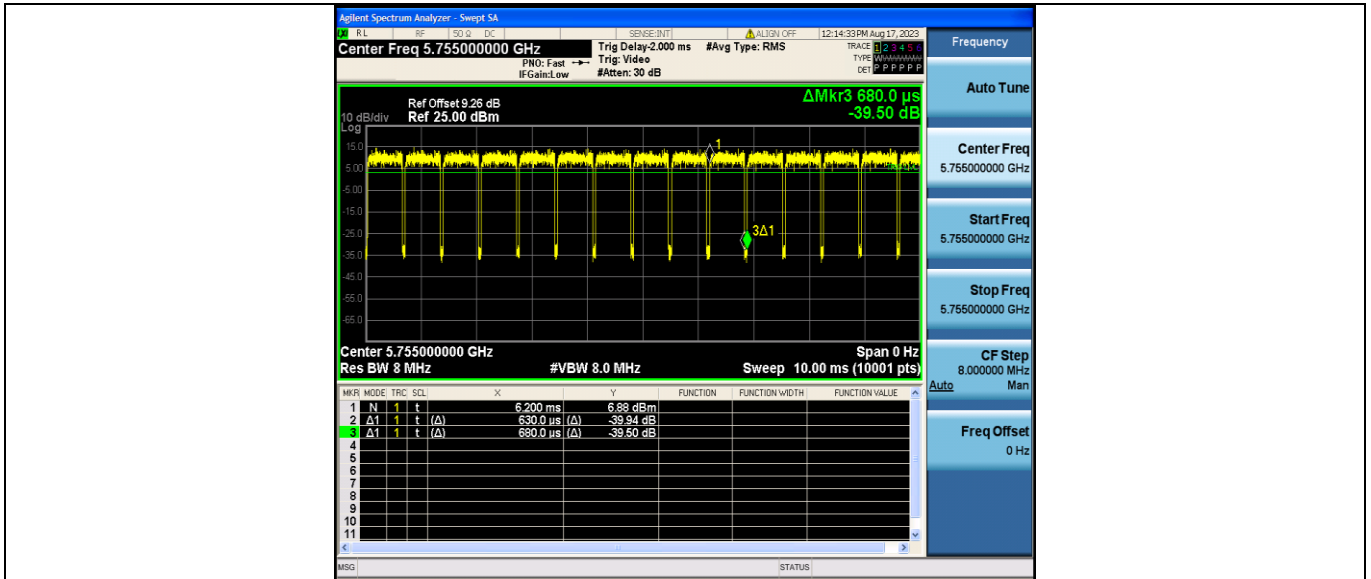 Agilent Spectrum Analyzer - Swept SA
RL RF 50 Ω DC SENSE:INT ALIGN OFF 12:14:33 PM Aug 17, 2023
Center Freq 5.755000000 GHz
PNO: Fast
IFGain:Low
Trig Delay-2.000 ms
Trig: Video
#Atten: 30 dB
#Avg Type: RMS
TRACE 1 2 3 4 5 6
TYPE
DET P P P P P P
ΔMkr3 680.0 µs
-39.50 dB
Ref Offset 9.26 dB
10 dB/div Ref 25.00 dBm
Log
15.0
5.00
-5.00
-15.0
-25.0
-35.0
-45.0
-55.0
-65.0
1
3Δ1
Center 5.755000000 GHz Span 0 Hz
Res BW 8 MHz #VBW 8.0 MHz Sweep 10.00 ms (10001 pts)
MKR MODE TRC SCL X Y FUNCTION FUNCTION WIDTH FUNCTION VALUE
1 N 1 t 6.200 ms 6.88 dBm
2 Δ1 1 t (Δ) 630.0 µs (Δ) -39.94 dB
3 Δ1 1 t (Δ) 680.0 µs (Δ) -39.50 dB
4
5
6
7
8
9
10
11
MSG STATUS
Frequency
Auto Tune
Center Freq
5.755000000 GHz
Start Freq
5.755000000 GHz
Stop Freq
5.755000000 GHz
CF Step
8.000000 MHz
Auto Man
Freq Offset
0 Hz